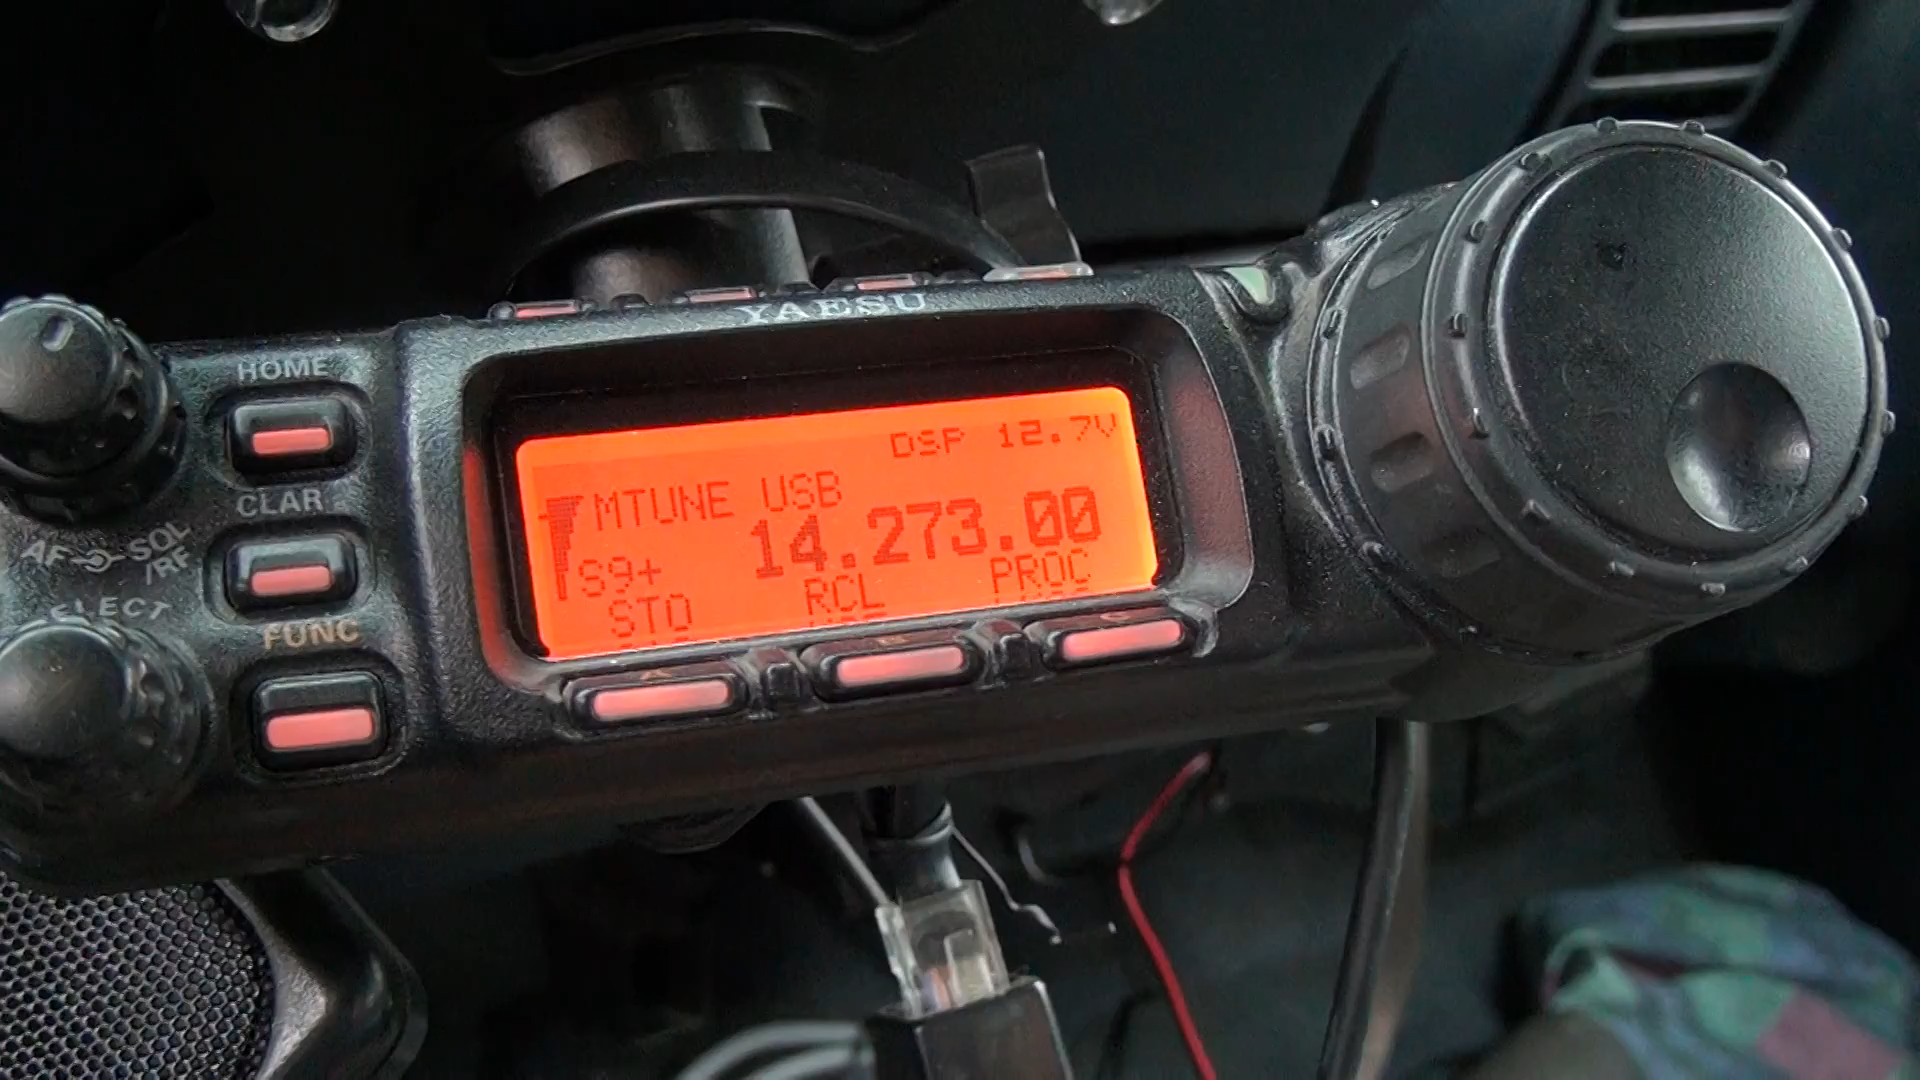 YAESU
HOME
CLAR
AF SQL
/RF
SELECT
FUNC
DSP 12.7V
MTUNE USB
14.273.00
S9+
STO RCL PROC
A B C